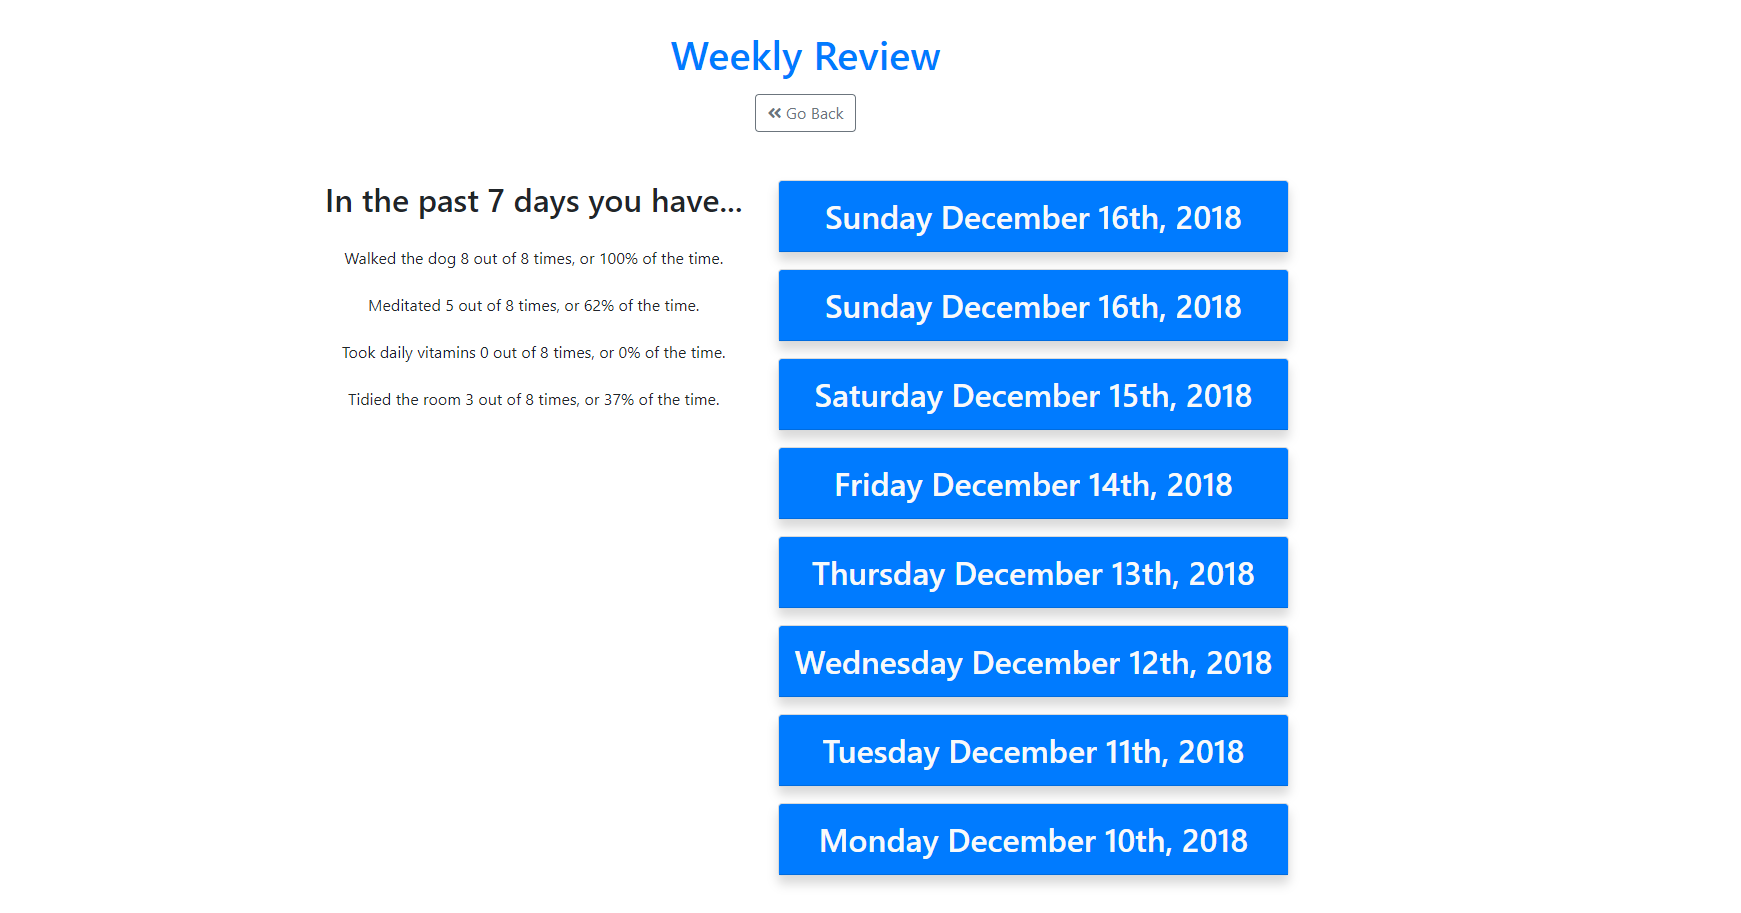 Weekly Review
Go Back
In the past 7 days you have...
Walked the dog 8 out of 8 times, or 100% of the time.
Meditated 5 out of 8 times, or 62% of the time.
Took daily vitamins 0 out of 8 times, or 0% of the time.
Tidied the room 3 out of 8 times, or 37% of the time.
Sunday December 16th, 2018
Sunday December 16th, 2018
Saturday December 15th, 2018
Friday December 14th, 2018
Thursday December 13th, 2018
Wednesday December 12th, 2018
Tuesday December 11th, 2018
Monday December 10th, 2018